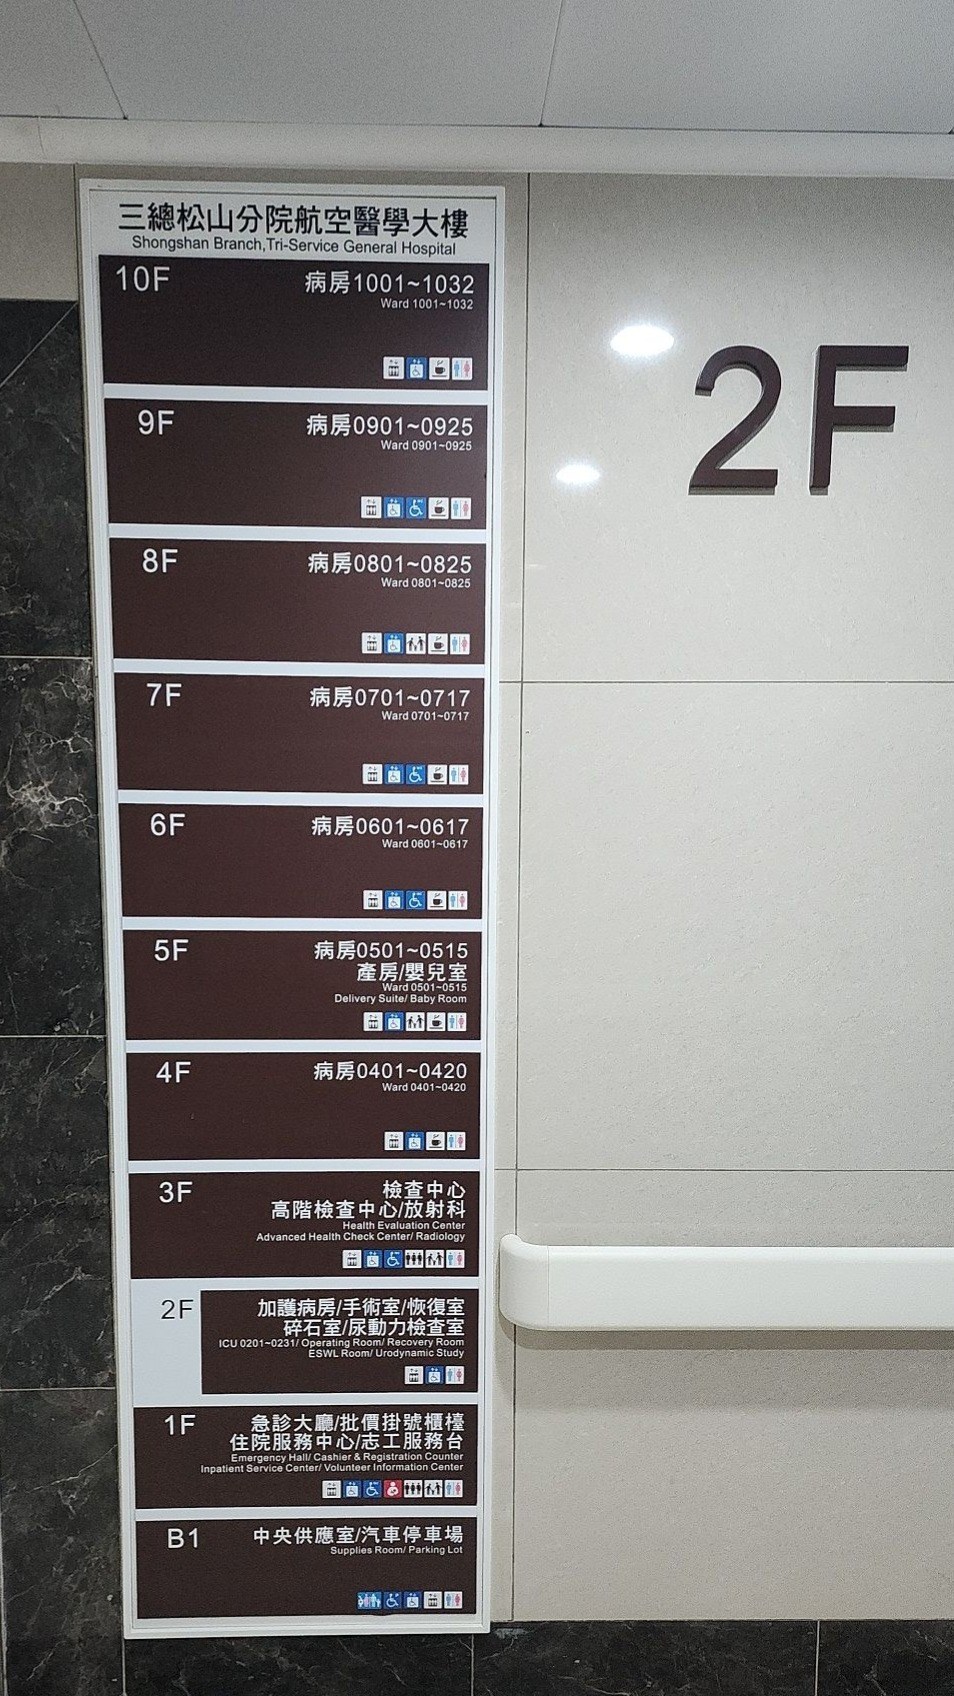 三總松山分院航空醫學大樓
Shongshan Branch,Tri-Service General Hospital
10F
病房1001~1032
Ward 1001~1032
9F
病房0901~0925
Ward 0901~0925
8F
病房0801~0825
Ward 0801~0825
7F
病房0701~0717
Ward 0701~0717
6F
病房0601~0617
Ward 0601~0617
5F
病房0501~0515
產房/嬰兒室
Ward 0501~0515
Delivery Suite/ Baby Room
4F
病房0401~0420
Ward 0401~0420
3F
檢查中心
高階檢查中心/放射科
Health Evaluation Center
Advanced Health Check Center/ Radiology
2F
加護病房/手術室/恢復室
碎石室/尿動力檢查室
ICU 0201~0231/ Operating Room/ Recovery Room
ESWL Room/ Urodynamic Study
1F
急診大廳/批價掛號櫃檯
住院服務中心/志工服務台
Emergency Hall/ Cashier & Registration Counter
Inpatient Service Center/ Volunteer Information Center
B1
中央供應室/汽車停車場
Supplies Room/ Parking Lot
2F